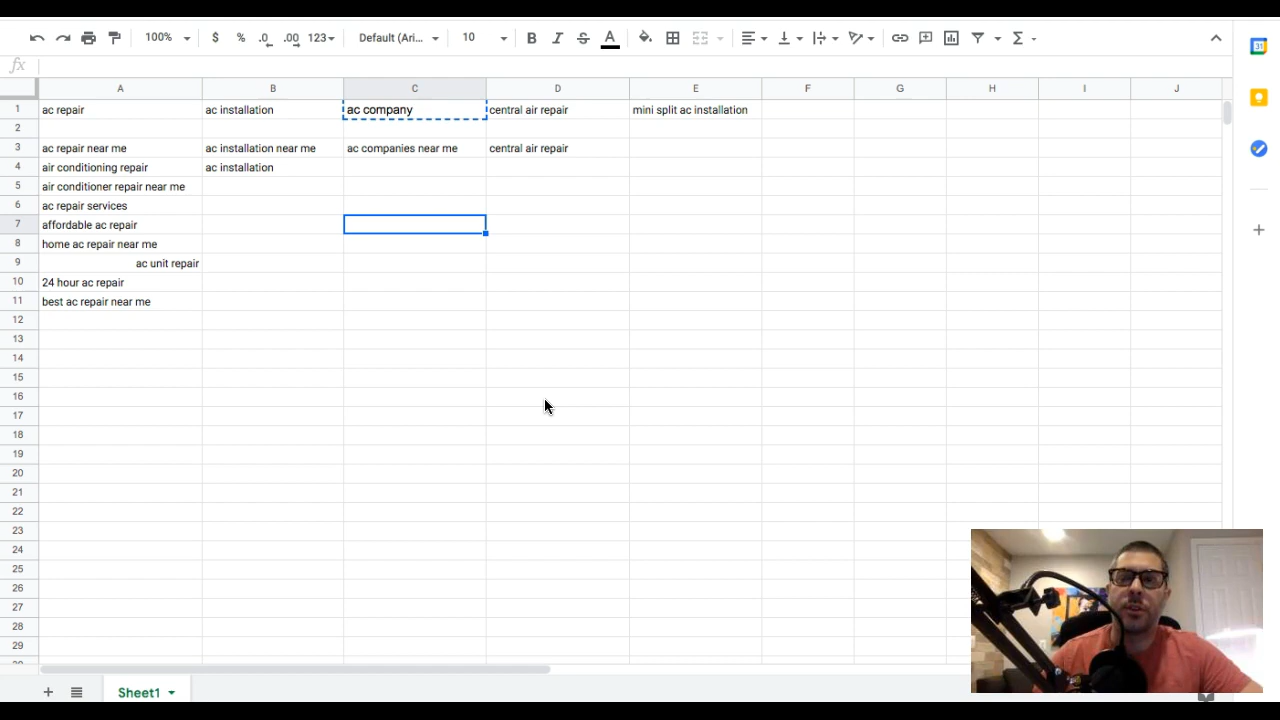 100% $ % .0 .00 123 Default (Ari... 10 B I S A
fx
A B C D E F G H I J
1 ac repair ac installation ac company central air repair mini split ac installation
2
3 ac repair near me ac installation near me ac companies near me central air repair
4 air conditioning repair ac installation
5 air conditioner repair near me
6 ac repair services
7 affordable ac repair
8 home ac repair near me
9 ac unit repair
10 24 hour ac repair
11 best ac repair near me
12
13
14
15
16
17
18
19
20
21
22
23
24
25
26
27
28
29
Sheet1
31